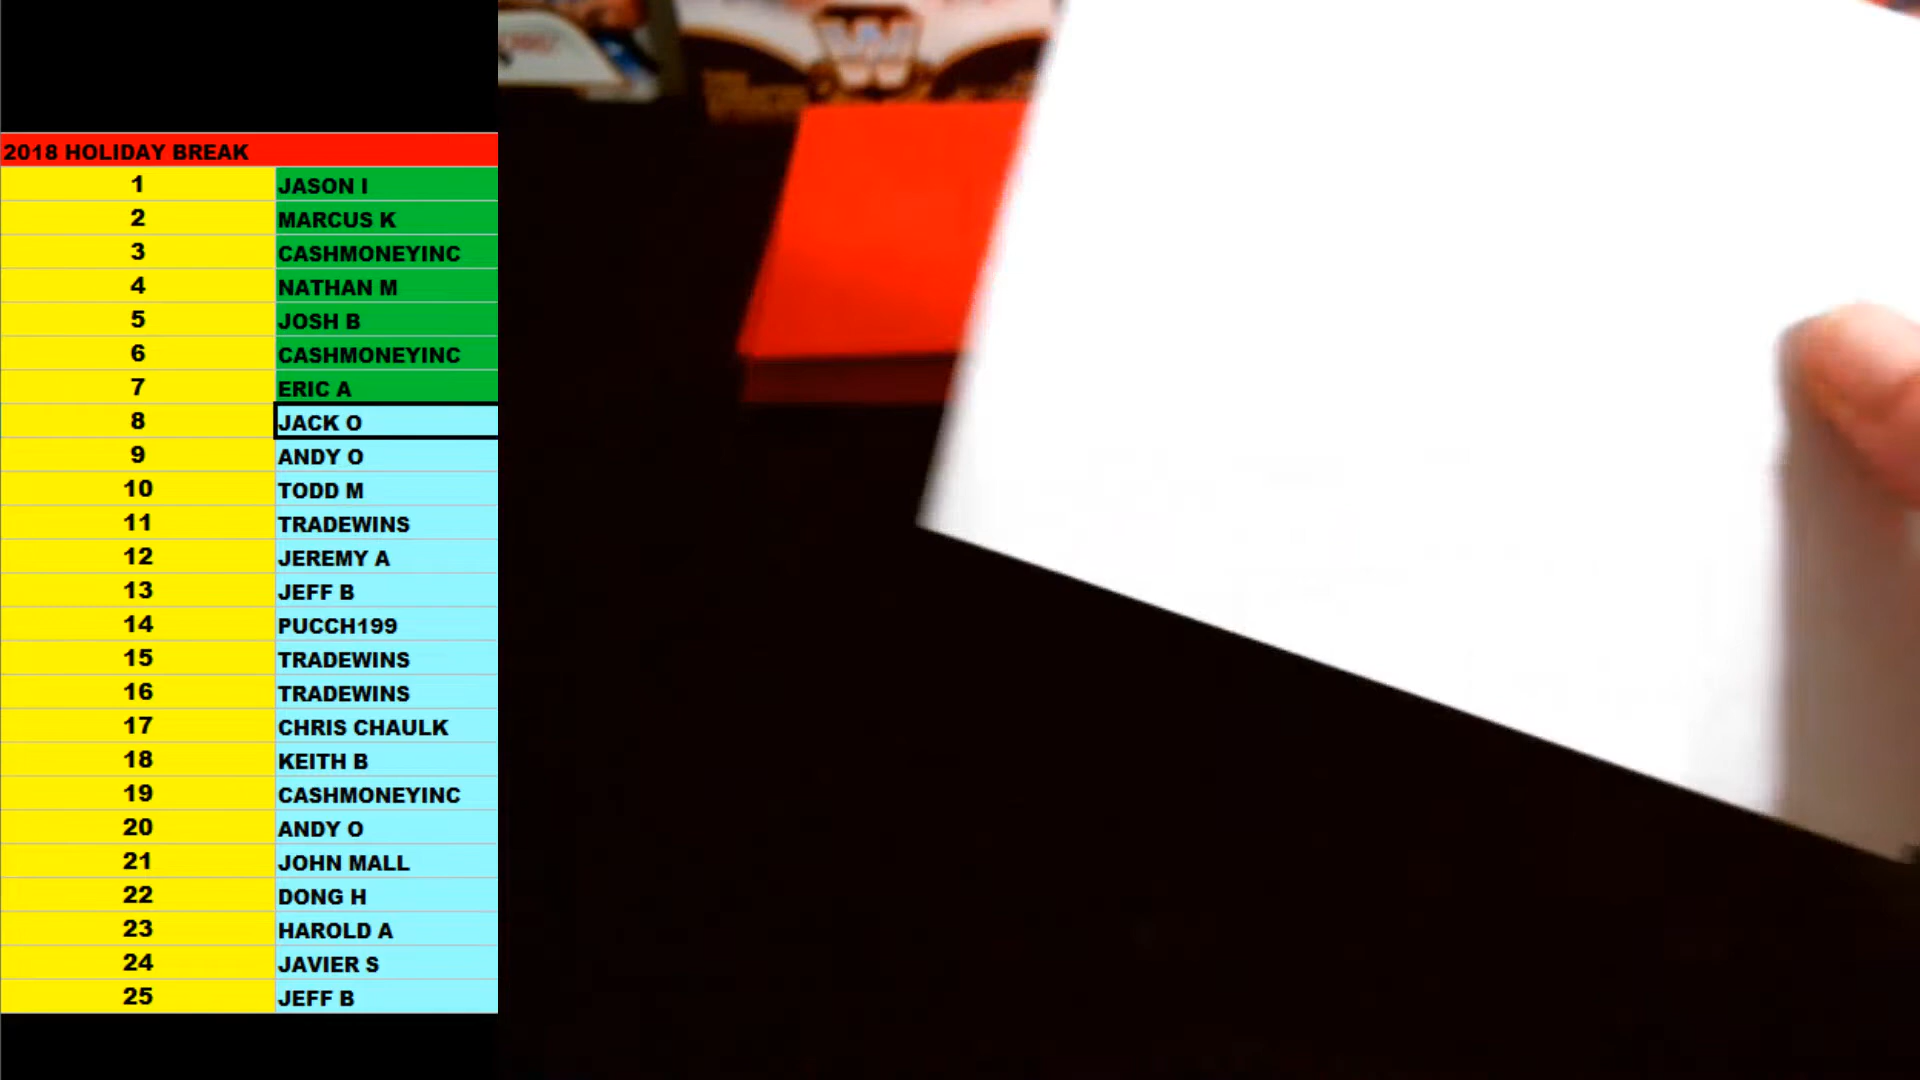 2018 HOLIDAY BREAK
1 JASON I
2 MARCUS K
3 CASHMONEYINC
4 NATHAN M
5 JOSH B
6 CASHMONEYINC
7 ERIC A
8 JACK O
9 ANDY O
10 TODD M
11 TRADEWINS
12 JEREMY A
13 JEFF B
14 PUCCH199
15 TRADEWINS
16 TRADEWINS
17 CHRIS CHAULK
18 KEITH B
19 CASHMONEYINC
20 ANDY O
21 JOHN MALL
22 DONG H
23 HAROLD A
24 JAVIER S
25 JEFF B